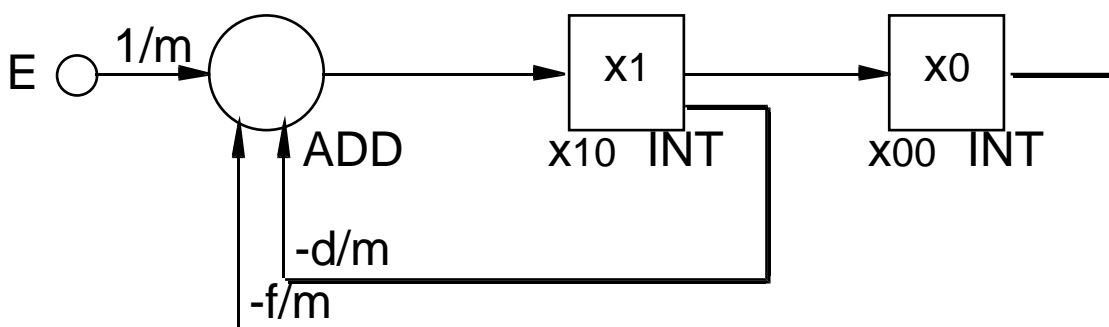 1/m
E
x1
x0
ADD
x10 INT
x00 INT
-d/m
-f/m